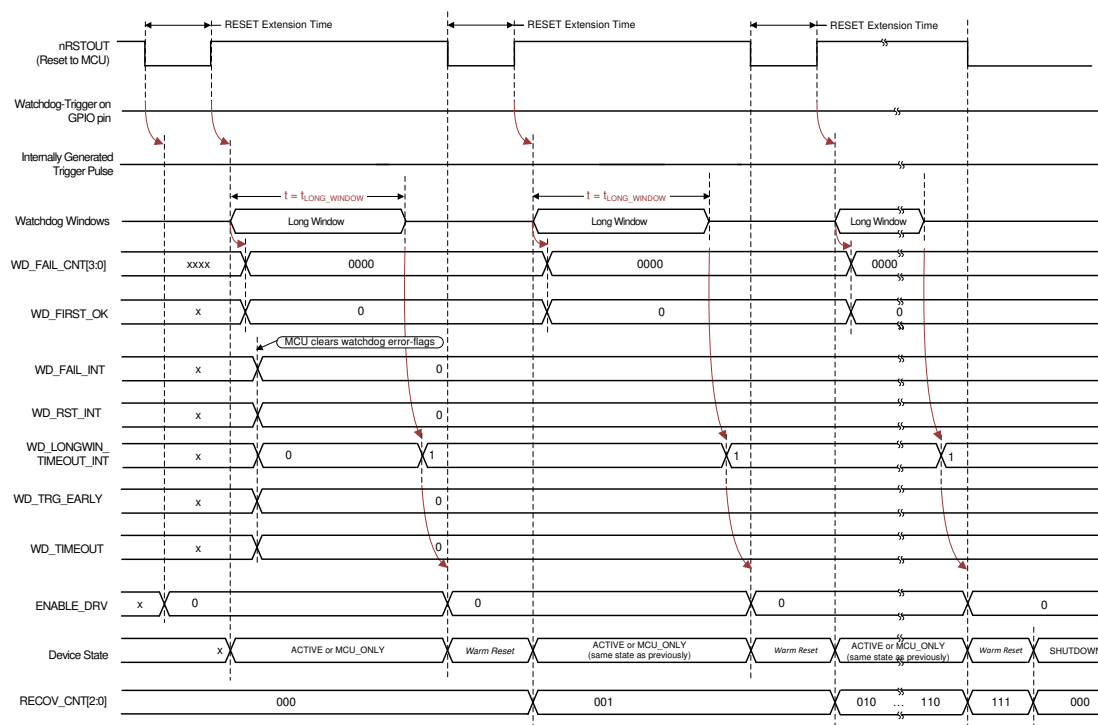 RESET Extension Time RESET Extension Time RESET Extension Time
nRSTOUT
(Reset to MCU)
Watchdog-Trigger on
GPIO pin
Internally Generated
Trigger Pulse
t = tLONG_WINDOW t = tLONG_WINDOW
Watchdog Windows Long Window Long Window Long Window
WD_FAIL_CNT[3:0] xxxx 0000 0000 0000
WD_FIRST_OK x 0 0 0
MCU clears watchdog error-flags
WD_FAIL_INT x 0
WD_RST_INT x 0
WD_LONGWIN_
TIMEOUT_INT x 0 1 1 1
WD_TRG_EARLY x 0
WD_TIMEOUT x 0
ENABLE_DRV x 0 0 0 0
Device State x ACTIVE or MCU_ONLY Warm Reset ACTIVE or MCU_ONLY (same state as previously) Warm Reset ACTIVE or MCU_ONLY (same state as previously) Warm Reset SHUTDOWN
RECOV_CNT[2:0] 000 001 010 ... 110 111 000